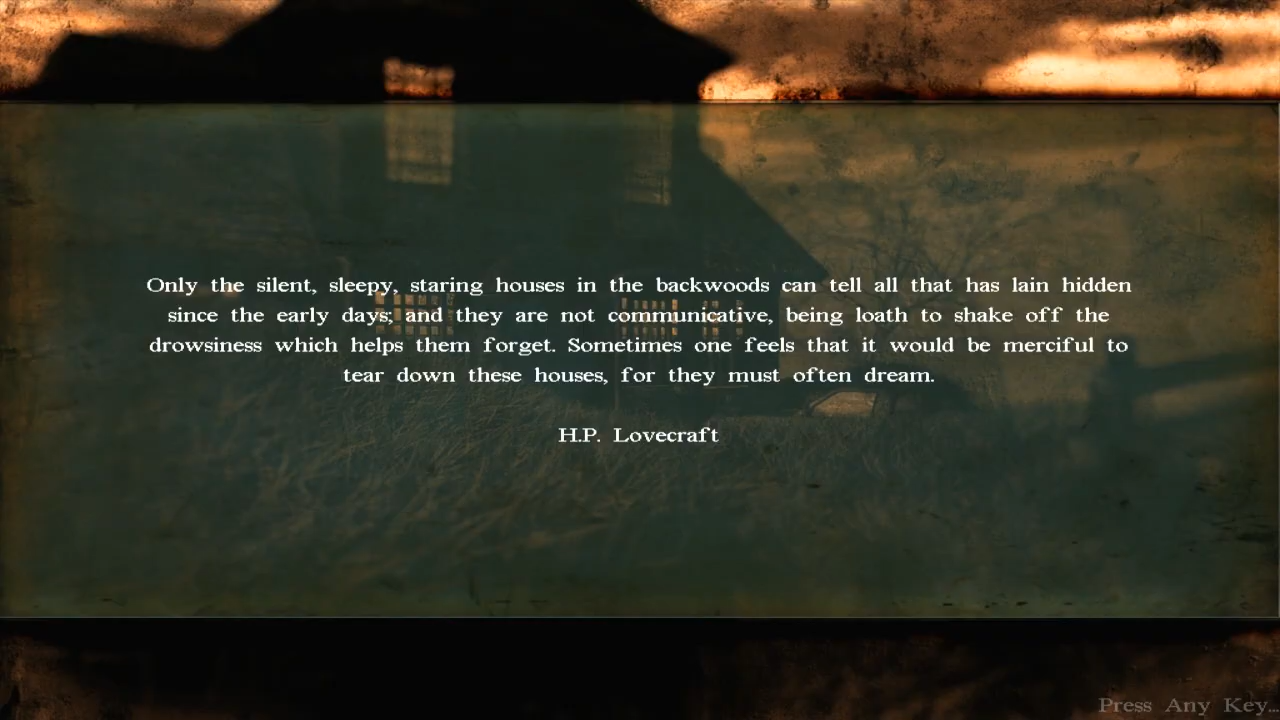 Only the silent, sleepy, staring houses in the backwoods can tell all that has lain hidden
since the early days; and they are not communicative, being loath to shake off the
drowsiness which helps them forget. Sometimes one feels that it would be merciful to
tear down these houses, for they must often dream.
H.P. Lovecraft
Press Any Key...